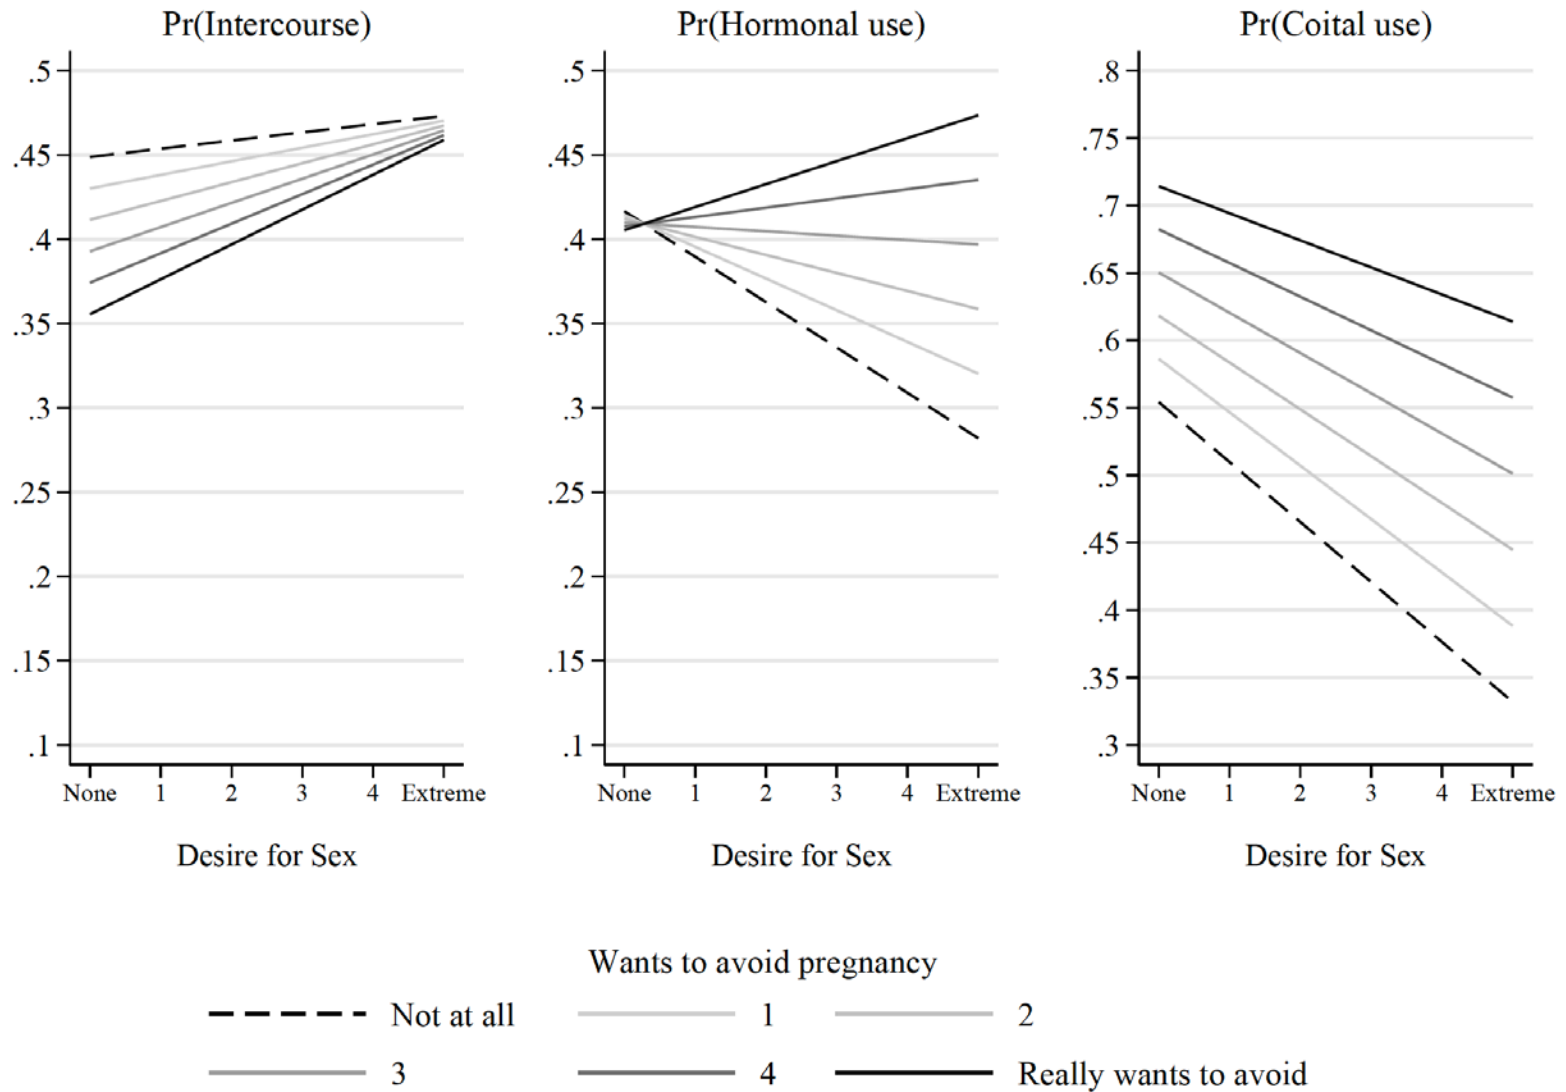 Pr(Intercourse)
.5
.45
.4
.35
.3
.25
.2
.15
.1
None 1 2 3 4 Extreme
Desire for Sex
Pr(Hormonal use)
.5
.45
.4
.35
.3
.25
.2
.15
.1
None 1 2 3 4 Extreme
Desire for Sex
Pr(Coital use)
.8
.75
.7
.65
.6
.55
.5
.45
.4
.35
.3
None 1 2 3 4 Extreme
Desire for Sex
Wants to avoid pregnancy
Not at all 1 2
3 4 Really wants to avoid